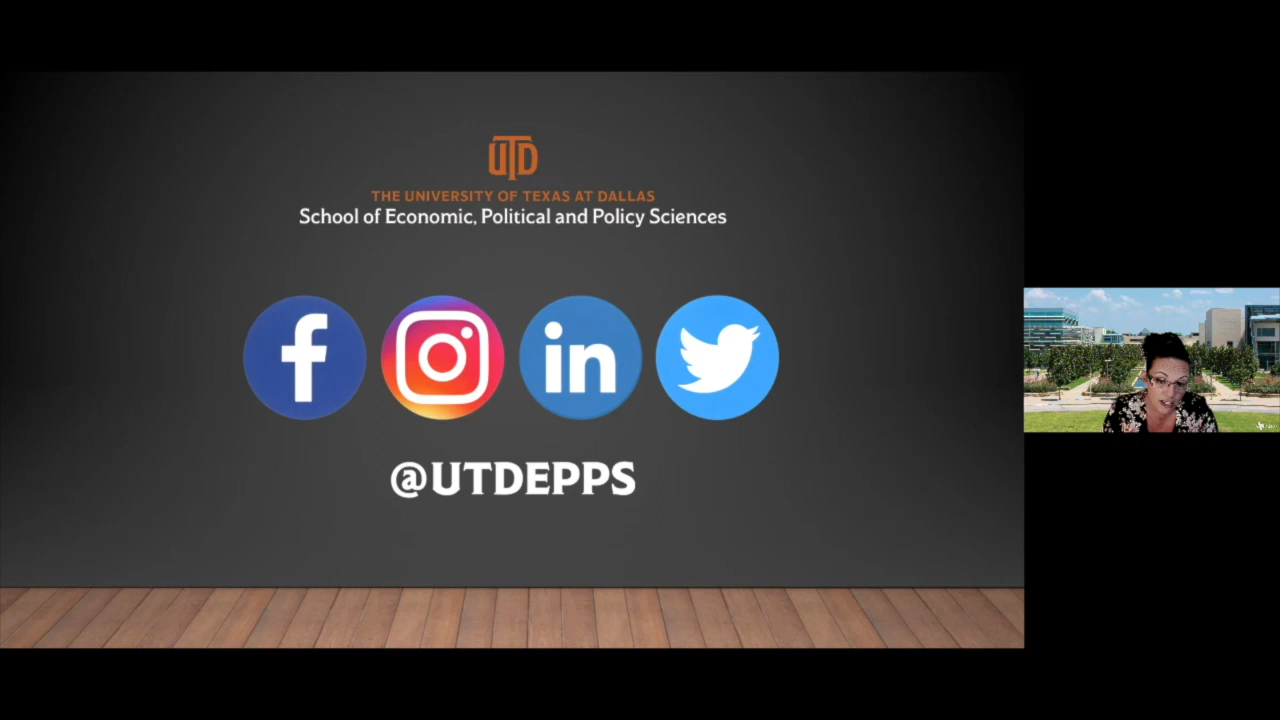 UTD
THE UNIVERSITY OF TEXAS AT DALLAS
School of Economic, Political and Policy Sciences
f
in
@UTDEPPS